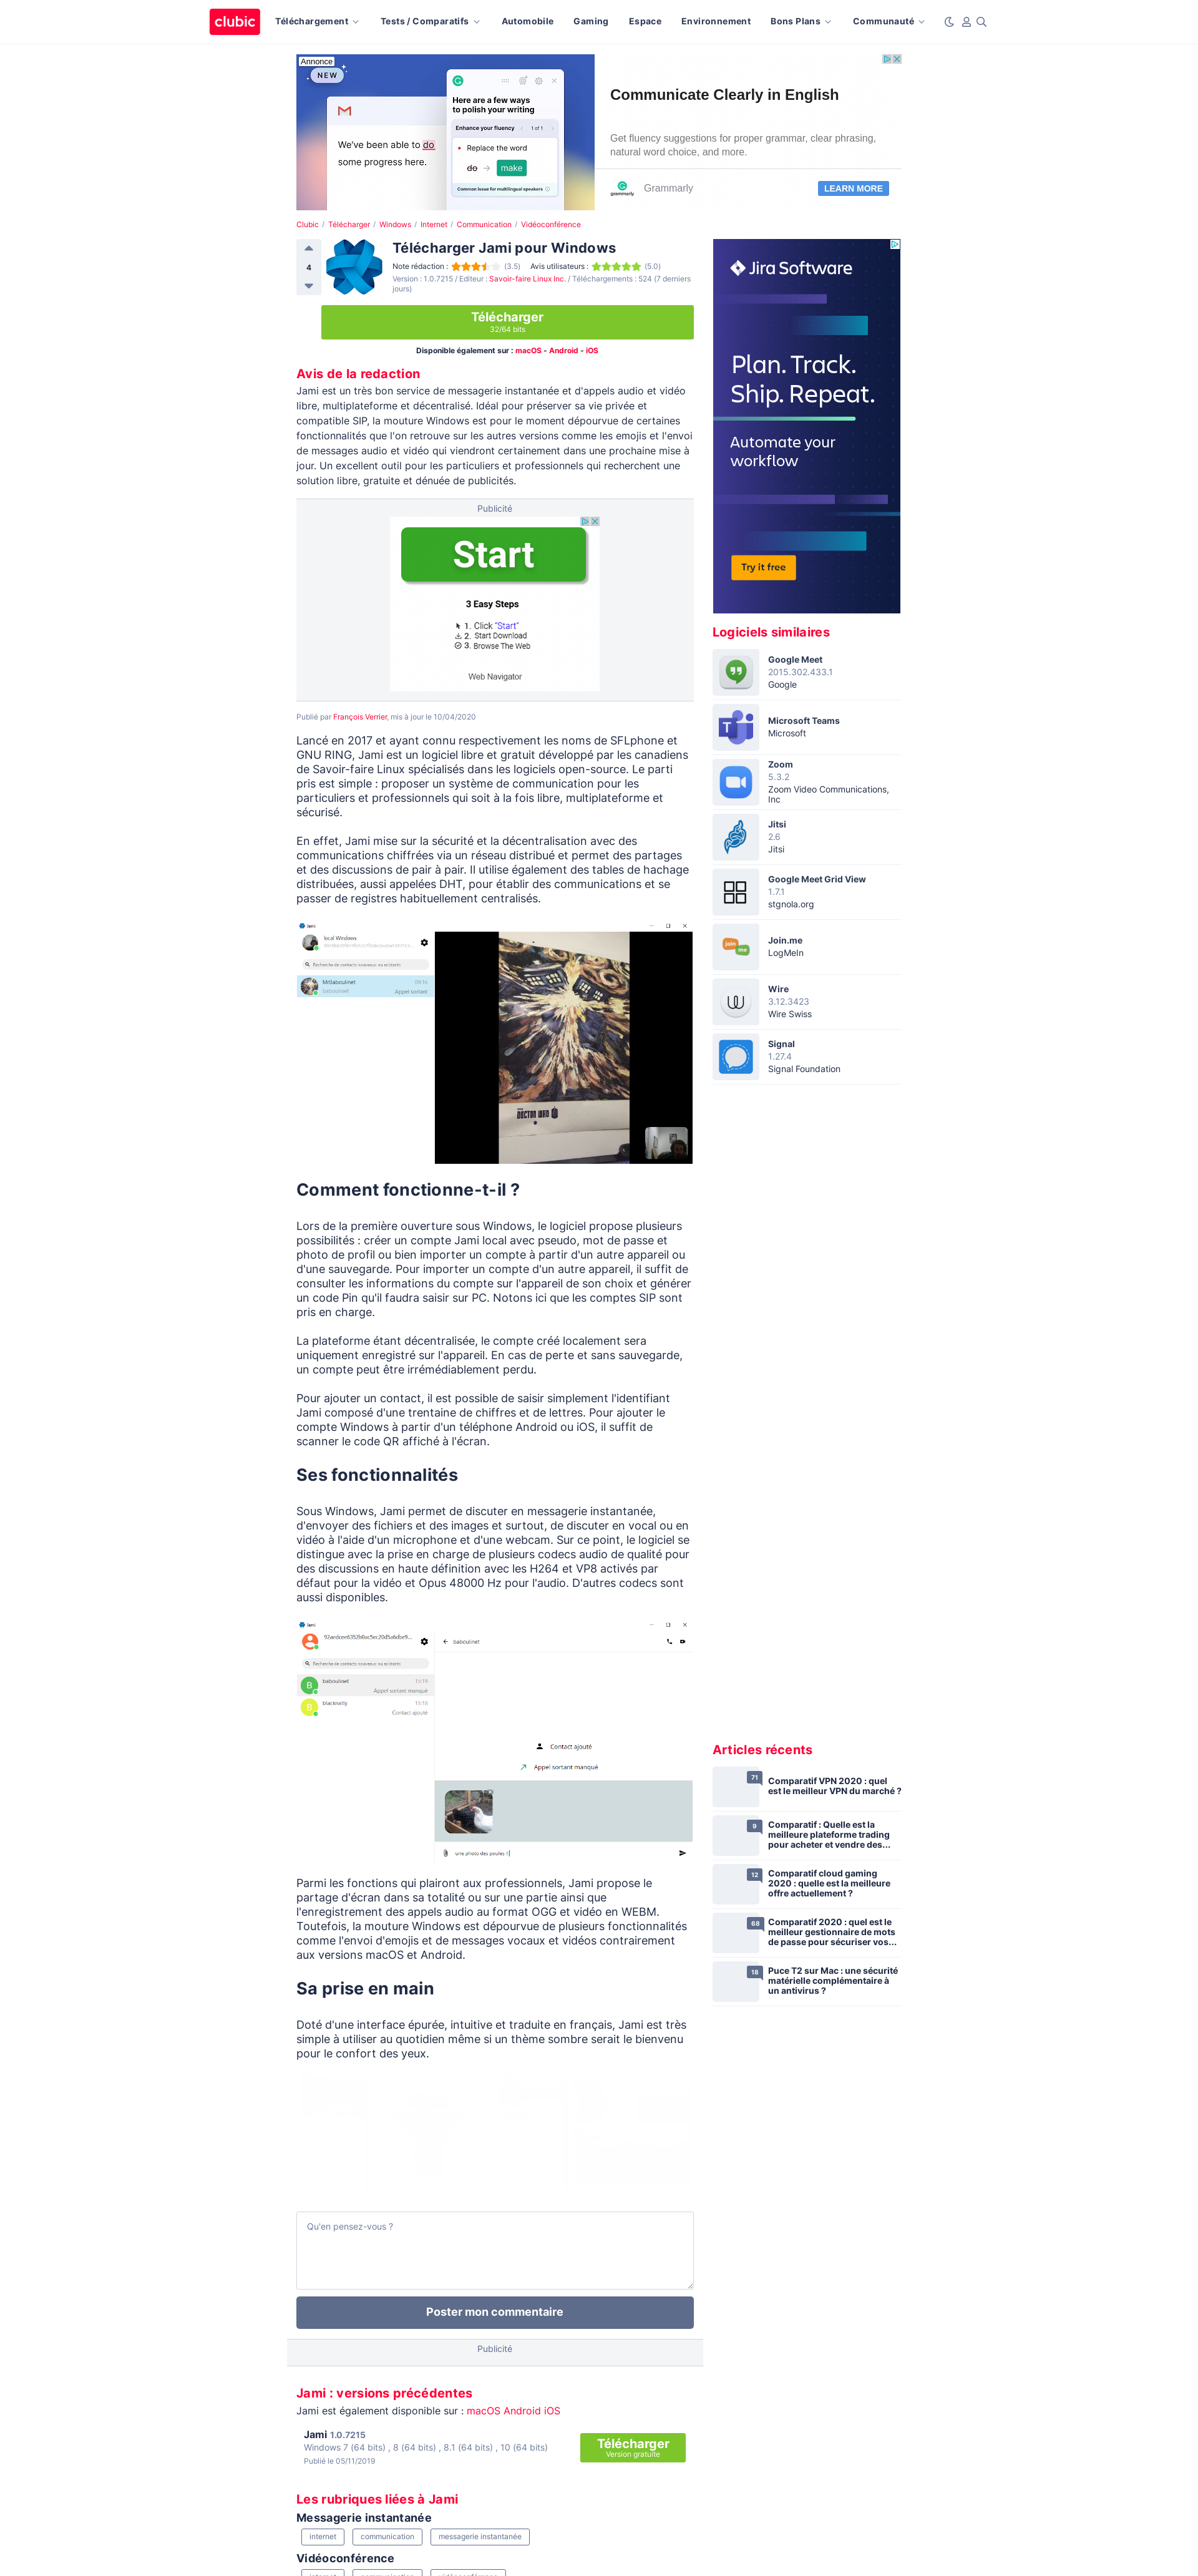 clubic
Téléchargement
Tests / Comparatifs
Automobile
Gaming
Espace
Environnement
Bons Plans
Communauté
Annonce
NEW
We've been able to do
some progress here.
Here are a few ways
to polish your writing
Enhance your fluency
1 of 1
Replace the word
do → make
Common issue for multilingual speakers
Communicate Clearly in English
Get fluency suggestions for proper grammar, clear phrasing,
natural word choice, and more.
grammarly
Grammarly
LEARN MORE
Clubic / Télécharger / Windows / Internet / Communication / Vidéoconférence
4
Télécharger Jami pour Windows
Note rédaction : (3.5) Avis utilisateurs : (5.0)
Version : 1.0.7215 / Editeur : Savoir-faire Linux Inc. / Téléchargements : 524 (7 derniers
jours)
Télécharger
32/64 bits
Disponible également sur : macOS - Android - iOS
Avis de la redaction
Jami est un très bon service de messagerie instantanée et d'appels audio et vidéo
libre, multiplateforme et décentralisé. Idéal pour préserver sa vie privée et
compatible SIP, la mouture Windows est pour le moment dépourvue de certaines
fonctionnalités que l'on retrouve sur les autres versions comme les emojis et l'envoi
de messages audio et vidéo qui viendront certainement dans une prochaine mise à
jour. Un excellent outil pour les particuliers et professionnels qui recherchent une
solution libre, gratuite et dénuée de publicités.
Publicité
Start
3 Easy Steps
1. Click "Start"
2. Start Download
3. Browse The Web
Web Navigator
Publié par François Verrier, mis à jour le 10/04/2020
Lancé en 2017 et ayant connu respectivement les noms de SFLphone et
GNU RING, Jami est un logiciel libre et gratuit développé par les canadiens
de Savoir-faire Linux spécialisés dans les logiciels open-source. Le parti
pris est simple : proposer un système de communication pour les
particuliers et professionnels qui soit à la fois libre, multiplateforme et
sécurisé.
En effet, Jami mise sur la sécurité et la décentralisation avec des
communications chiffrées via un réseau distribué et permet des partages
et des discussions de pair à pair. Il utilise également des tables de hachage
distribuées, aussi appelées DHT, pour établir des communications et se
passer de registres habituellement centralisés.
Jami
local Windows
Recherche de contacts nouveaux ou existants
Mrtlaboulinet
baboulinet
09:16
Appel sortant
DOCTOR WHO
Comment fonctionne-t-il ?
Lors de la première ouverture sous Windows, le logiciel propose plusieurs
possibilités : créer un compte Jami local avec pseudo, mot de passe et
photo de profil ou bien importer un compte à partir d'un autre appareil ou
d'une sauvegarde. Pour importer un compte d'un autre appareil, il suffit de
consulter les informations du compte sur l'appareil de son choix et générer
un code Pin qu'il faudra saisir sur PC. Notons ici que les comptes SIP sont
pris en charge.
La plateforme étant décentralisée, le compte créé localement sera
uniquement enregistré sur l'appareil. En cas de perte et sans sauvegarde,
un compte peut être irrémédiablement perdu.
Pour ajouter un contact, il est possible de saisir simplement l'identifiant
Jami composé d'une trentaine de chiffres et de lettres. Pour ajouter le
compte Windows à partir d'un téléphone Android ou iOS, il suffit de
scanner le code QR affiché à l'écran.
Ses fonctionnalités
Sous Windows, Jami permet de discuter en messagerie instantanée,
d'envoyer des fichiers et des images et surtout, de discuter en vocal ou en
vidéo à l'aide d'un microphone et d'une webcam. Sur ce point, le logiciel se
distingue avec la prise en charge de plusieurs codecs audio de qualité pour
des discussions en haute définition avec les H264 et VP8 activés par
défaut pour la vidéo et Opus 48000 Hz pour l'audio. D'autres codecs sont
aussi disponibles.
Jami
Recherche de contacts nouveaux ou existants
B
baboulinet
15:19
Appel sortant manqué
B
blacknelly
15:18
Contact ajouté
baboulinet
Contact ajouté
Appel sortant manqué
une photo des poules !
Parmi les fonctions qui plairont aux professionnels, Jami propose le
partage d'écran dans sa totalité ou sur une partie ainsi que
l'enregistrement des appels audio au format OGG et vidéo en WEBM.
Toutefois, la mouture Windows est dépourvue de plusieurs fonctionnalités
comme l'envoi d'emojis et de messages vocaux et vidéos contrairement
aux versions macOS et Android.
Sa prise en main
Doté d'une interface épurée, intuitive et traduite en français, Jami est très
simple à utiliser au quotidien même si un thème sombre serait le bienvenu
pour le confort des yeux.
Qu'en pensez-vous ?
Poster mon commentaire
Publicité
Jami : versions précédentes
Jami est également disponible sur : macOS Android iOS
Jami 1.0.7215
Windows 7 (64 bits) , 8 (64 bits) , 8.1 (64 bits) , 10 (64 bits)
Publié le 05/11/2019
Télécharger
Version gratuite
Les rubriques liées à Jami
Messagerie instantanée
internet
communication
messagerie instantanée
Vidéoconférence
Jira Software
Plan. Track.
Ship. Repeat.
Automate your
workflow
Try it free
Logiciels similaires
Google Meet
2015.302.433.1
Google
Microsoft Teams
Microsoft
Zoom
5.3.2
Zoom Video Communications,
Inc
Jitsi
2.6
Jitsi
Google Meet Grid View
1.7.1
stgnola.org
join me
Join.me
LogMeIn
Wire
3.12.3423
Wire Swiss
Signal
1.27.4
Signal Foundation
Articles récents
71
Comparatif VPN 2020 : quel
est le meilleur VPN du marché ?
9
Comparatif : Quelle est la
meilleure plateforme trading
pour acheter et vendre des...
12
Comparatif cloud gaming
2020 : quelle est la meilleure
offre actuellement ?
68
Comparatif 2020 : quel est le
meilleur gestionnaire de mots
de passe pour sécuriser vos...
18
Puce T2 sur Mac : une sécurité
matérielle complémentaire à
un antivirus ?